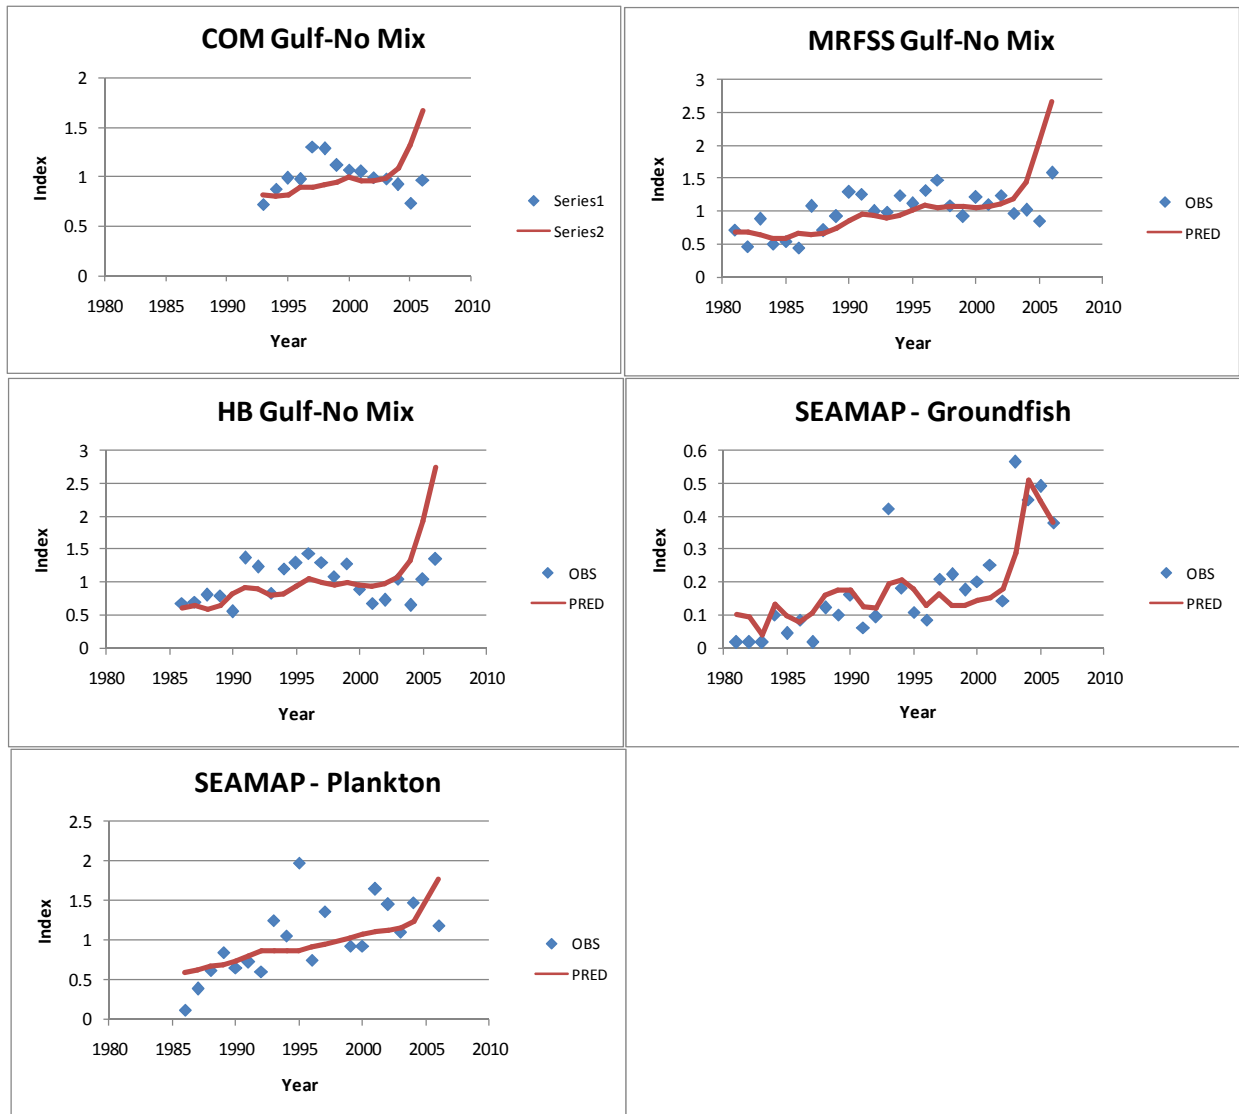 COM Gulf-No Mix
2
1.5
1
0.5
0
Index
1980 1985 1990 1995 2000 2005 2010
Year
Series1
Series2
MRFSS Gulf-No Mix
3
2.5
2
1.5
1
0.5
0
Index
1980 1985 1990 1995 2000 2005 2010
Year
OBS
PRED
HB Gulf-No Mix
3
2.5
2
1.5
1
0.5
0
Index
1980 1985 1990 1995 2000 2005 2010
Year
OBS
PRED
SEAMAP - Groundfish
0.6
0.5
0.4
0.3
0.2
0.1
0
Index
1980 1985 1990 1995 2000 2005 2010
Year
OBS
PRED
SEAMAP - Plankton
2.5
2
1.5
1
0.5
0
Index
1980 1985 1990 1995 2000 2005 2010
Year
OBS
PRED